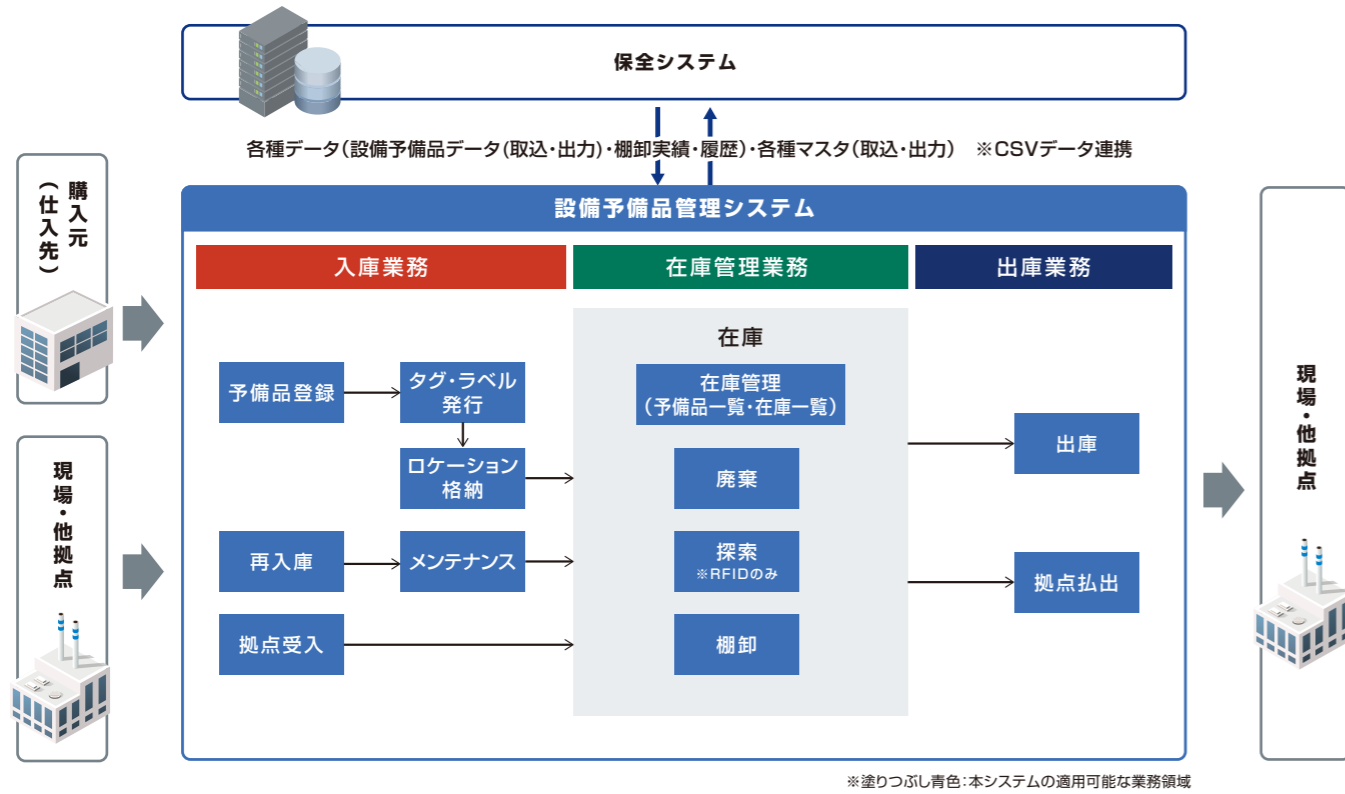 保全システム
各種データ(設備予備品データ(取込・出力)・棚卸実績・履歴)・各種マスタ(取込・出力) ※CSVデータ連携
購入元
(仕入先)
現場・他拠点
設備予備品管理システム
入庫業務
在庫管理業務
出庫業務
予備品登録
タグ・ラベル
発行
ロケーション
格納
再入庫
メンテナンス
拠点受入
在庫
在庫管理
(予備品一覧・在庫一覧)
廃棄
探索
※RFIDのみ
棚卸
出庫
拠点払出
現場・他拠点
※塗りつぶし青色:本システムの適用可能な業務領域